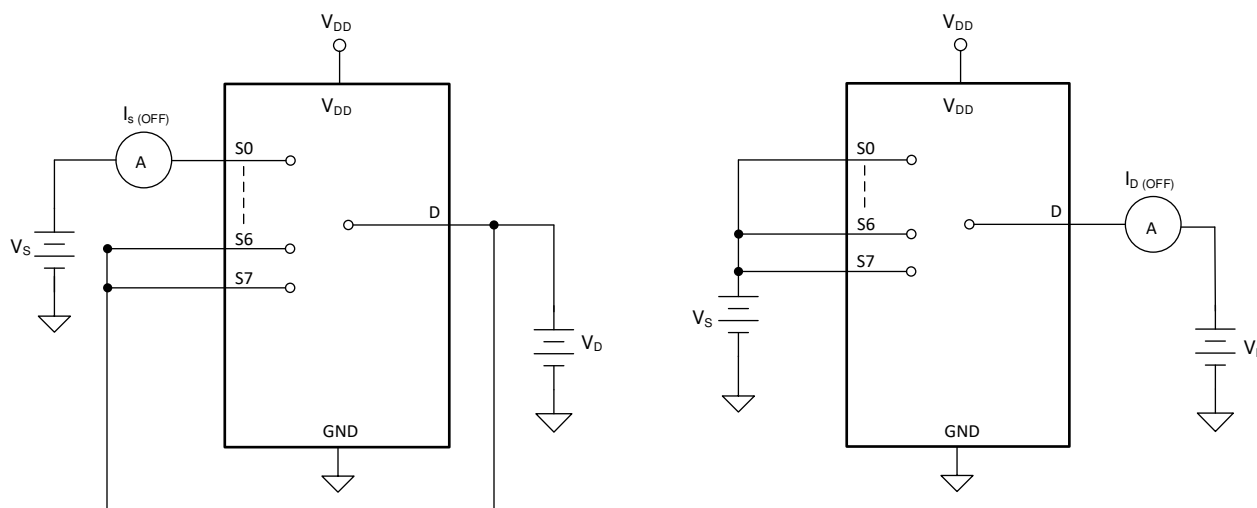 VDD
VDD
Is (OFF)
A
S0
D
S6
VS
S7
VD
GND
VDD
VDD
S0
ID (OFF)
D
A
S6
S7
VS
GND